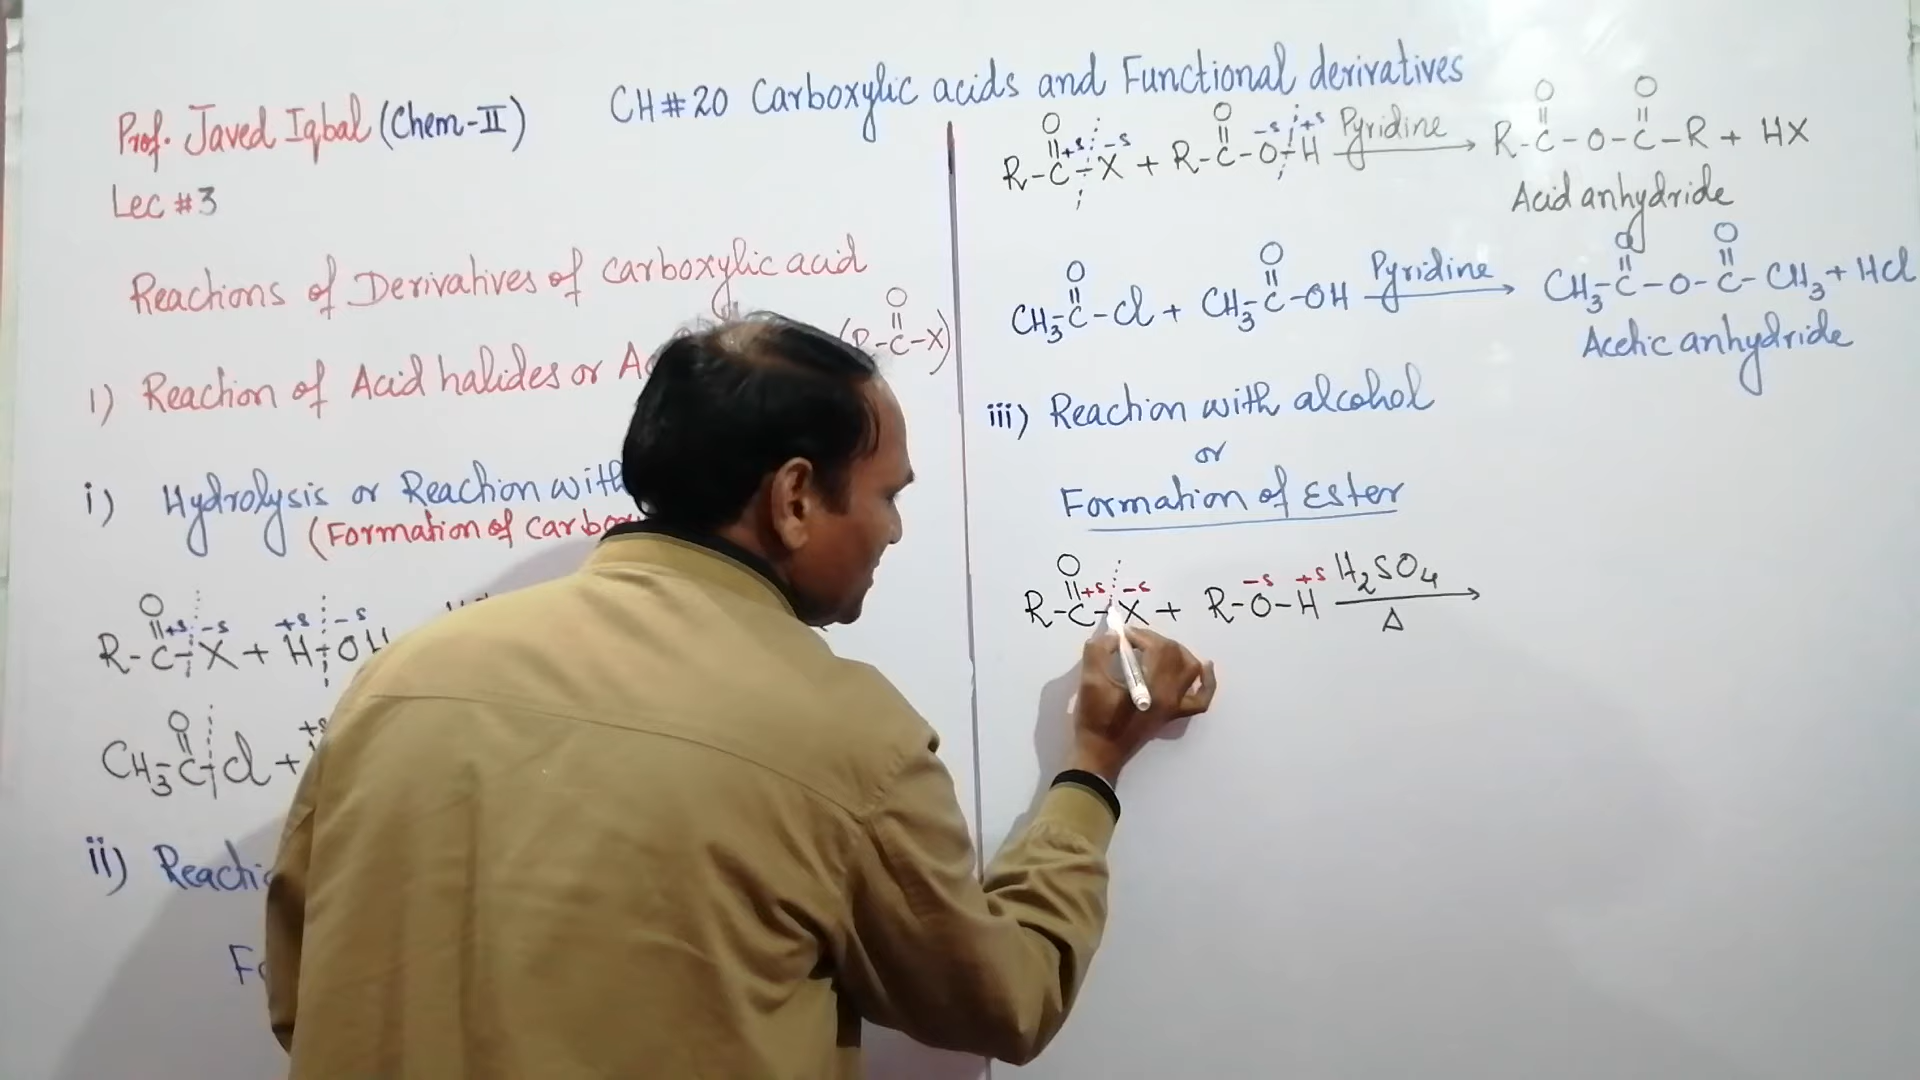 Prof. Javed Iqbal (Chem-II)
Lec #3
CH#20 Carboxylic acids and Functional derivatives
Reactions of Derivatives of carboxylic acid
1) Reaction of Acid halides or
(R-C-X)
O
i) Hydrolysis or Reaction with
(Formation of
O
R-C-X + H-OH
+s -s +s -s
O
CH3-C-Cl +
+s
ii)
O O O O
+s -s -s +s
R-C-X + R-C-O-H Pyridine → R-C-O-C-R + HX
Acid anhydride
O O O O
CH3-C-Cl + CH3-C-OH Pyridine → CH3-C-O-C-CH3 + HCl
Acetic anhydride
iii) Reaction with alcohol
or
Formation of Ester
O
+s -s -s +s
R-C-X + R-O-H H2SO4 →
Δ